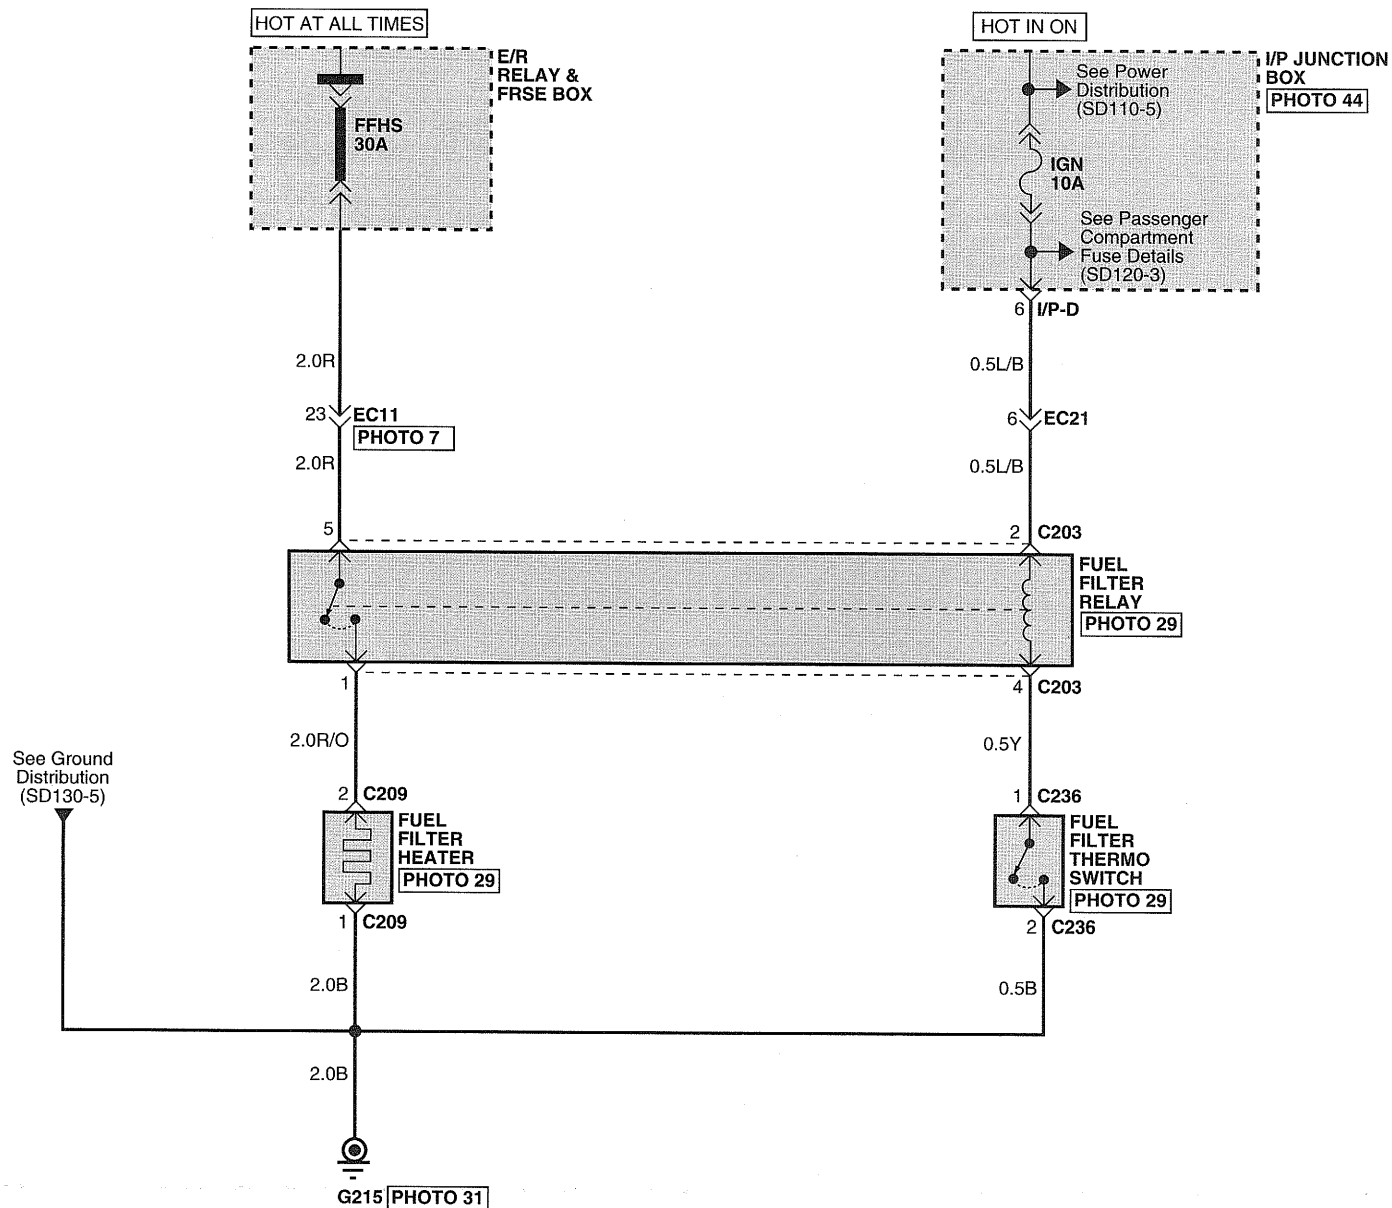 HOT AT ALL TIMES
HOT IN ON
E/R
RELAY &
FRSE BOX
FFHS
30A
I/P JUNCTION
BOX
PHOTO 44
See Power
Distribution
(SD110-5)
IGN
10A
See Passenger
Compartment
Fuse Details
(SD120-3)
6 I/P-D
2.0R
0.5L/B
23 EC11
PHOTO 7
6 EC21
2.0R
0.5L/B
5
2 C203
FUEL
FILTER
RELAY
PHOTO 29
1
4 C203
2.0R/O
0.5Y
See Ground
Distribution
(SD130-5)
2 C209
FUEL
FILTER
HEATER
PHOTO 29
1 C209
1 C236
FUEL
FILTER
THERMO
SWITCH
PHOTO 29
2 C236
2.0B
0.5B
2.0B
G215 PHOTO 31